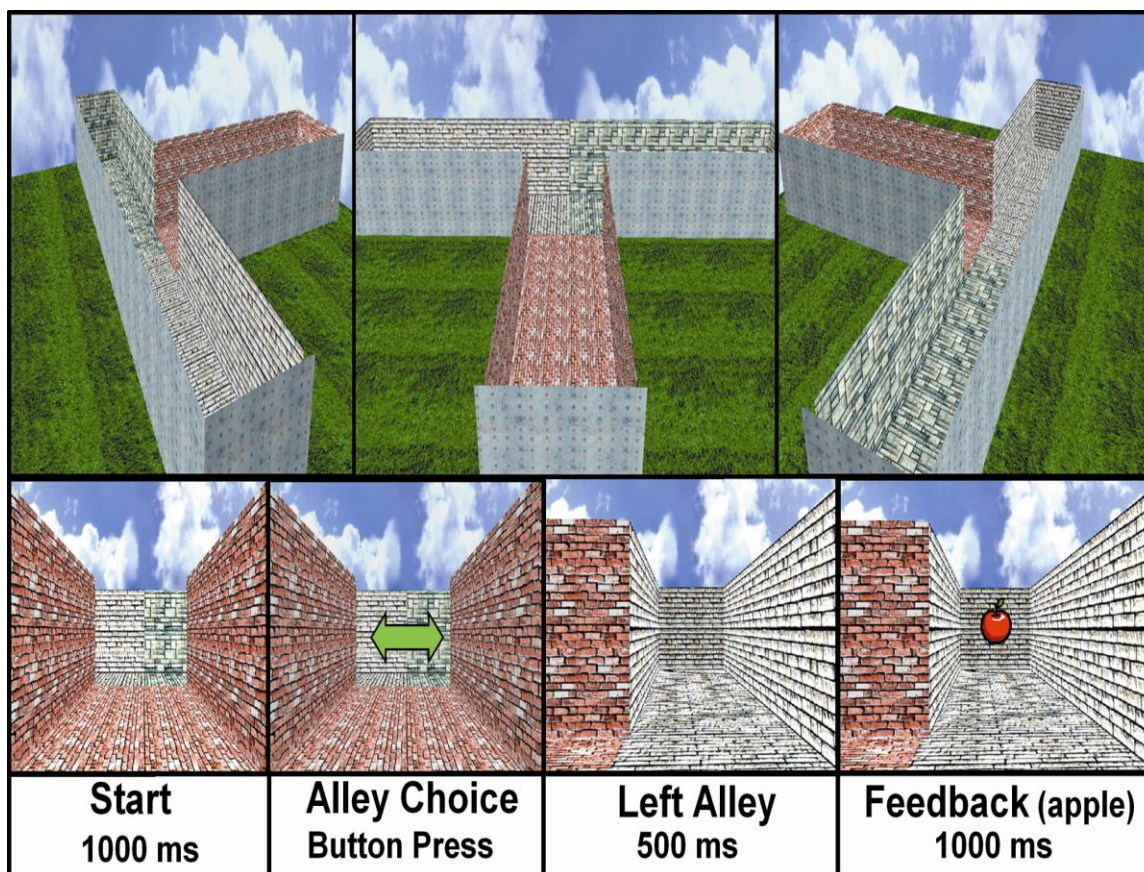 Start
1000 ms
Alley Choice
Button Press
Left Alley
500 ms
Feedback (apple)
1000 ms